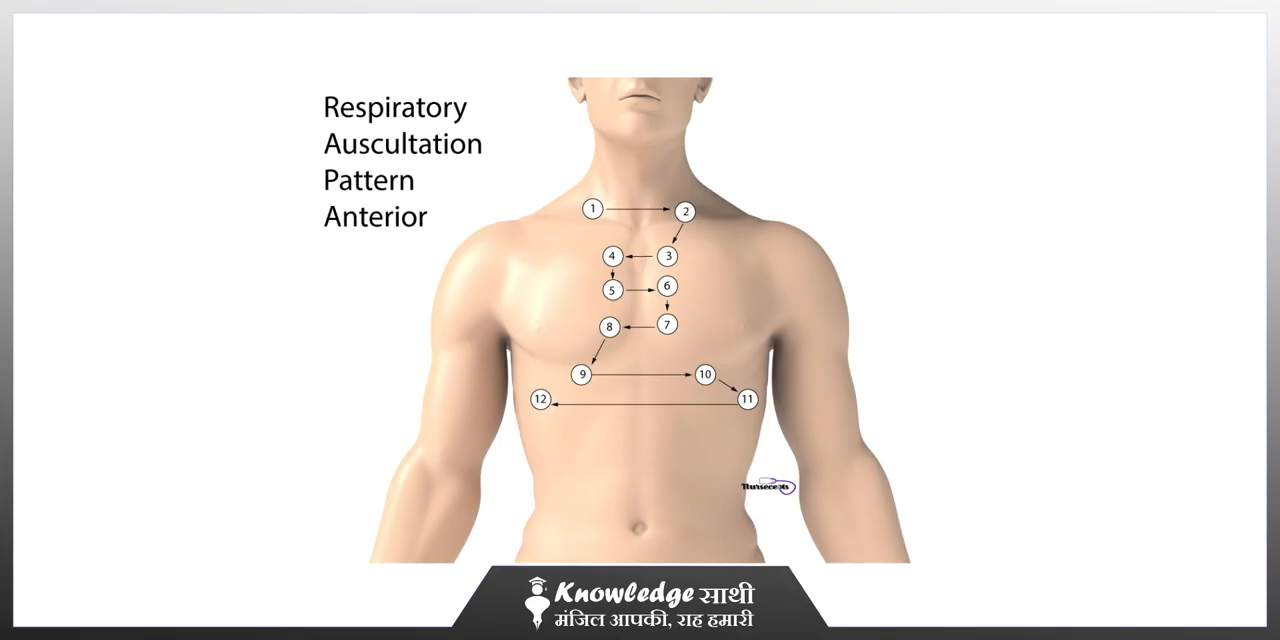 Respiratory
Auscultation
Pattern
Anterior
1
2
4
3
5
6
8
7
9
10
12
11
Nursecepts
Knowledge साथी
मंजिल आपकी, राह हमारी